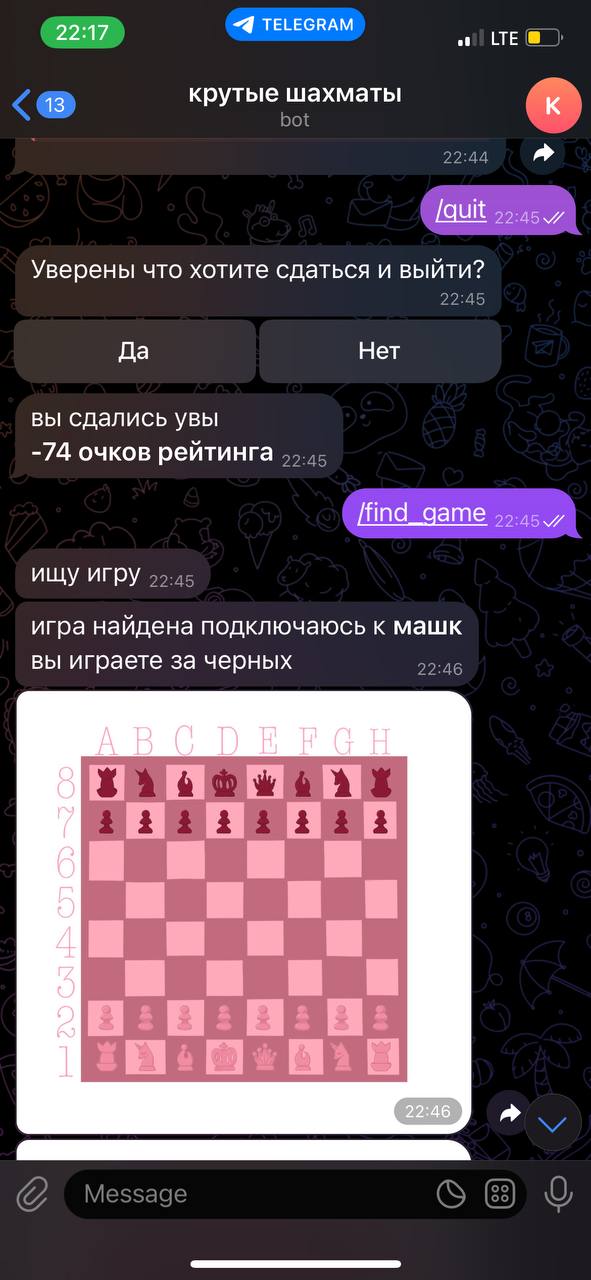 22:17
TELEGRAM
LTE
13
крутые шахматы
K
bot
22:44
/quit 22:45
Уверены что хотите сдаться и выйти?
22:45
Да
Нет
вы сдались увы
-74 очков рейтинга 22:45
/find_game 22:45
ищу игру 22:45
игра найдена подключаюсь к машк
вы играете за черных 22:46
A B C D E F G H
8
7
6
5
4
3
2
1
22:46
Message